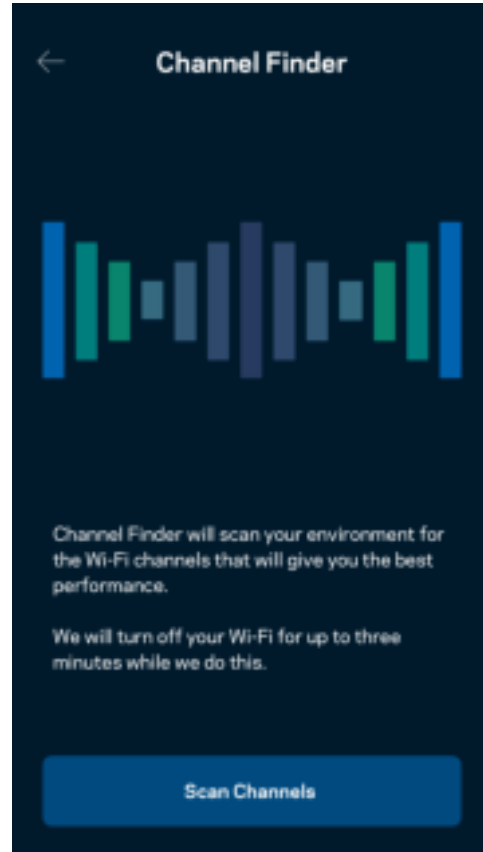 Channel Finder
Channel Finder will scan your environment for
the Wi-Fi channels that will give you the best
performance.
We will turn off your Wi-Fi for up to three
minutes while we do this.
Scan Channels